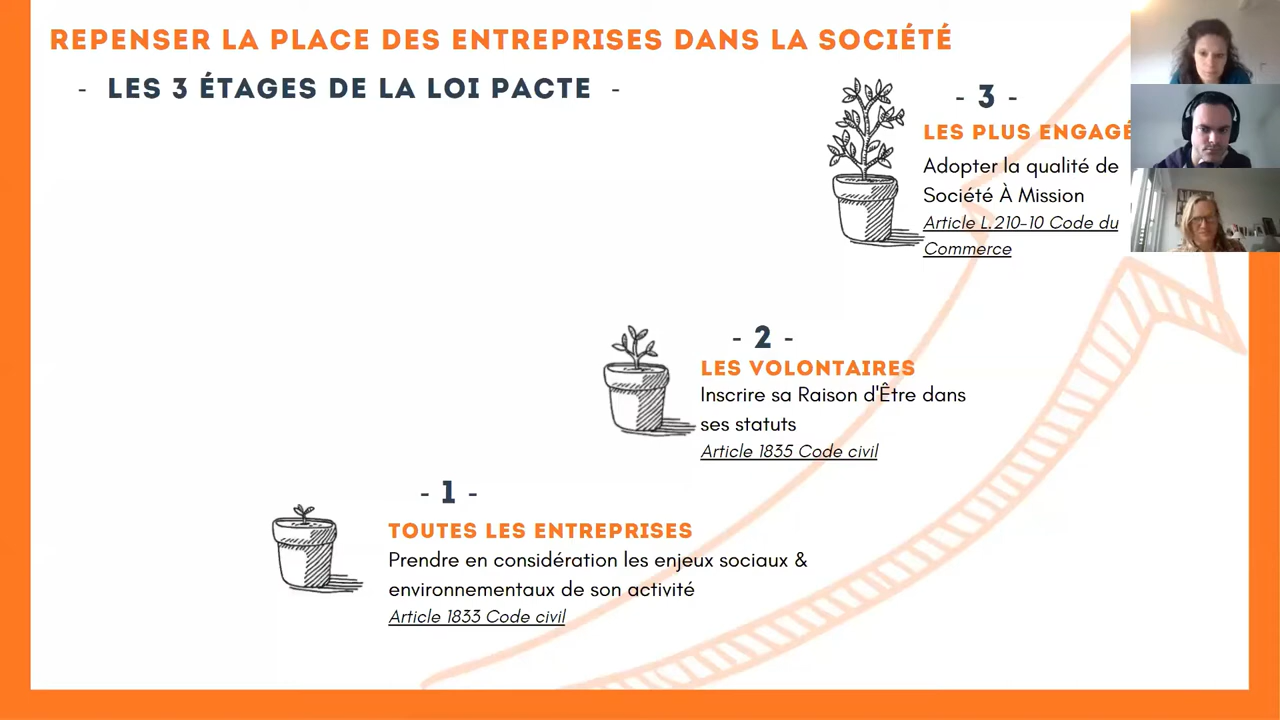 REPENSER LA PLACE DES ENTREPRISES DANS LA SOCIÉTÉ
- LES 3 ÉTAGES DE LA LOI PACTE -
- 3 -
LES PLUS ENGAGÉ
Adopter la qualité de
Société À Mission
Article L.210-10 Code du
Commerce
- 2 -
LES VOLONTAIRES
Inscrire sa Raison d'Être dans
ses statuts
Article 1835 Code civil
- 1 -
TOUTES LES ENTREPRISES
Prendre en considération les enjeux sociaux &
environnementaux de son activité
Article 1833 Code civil